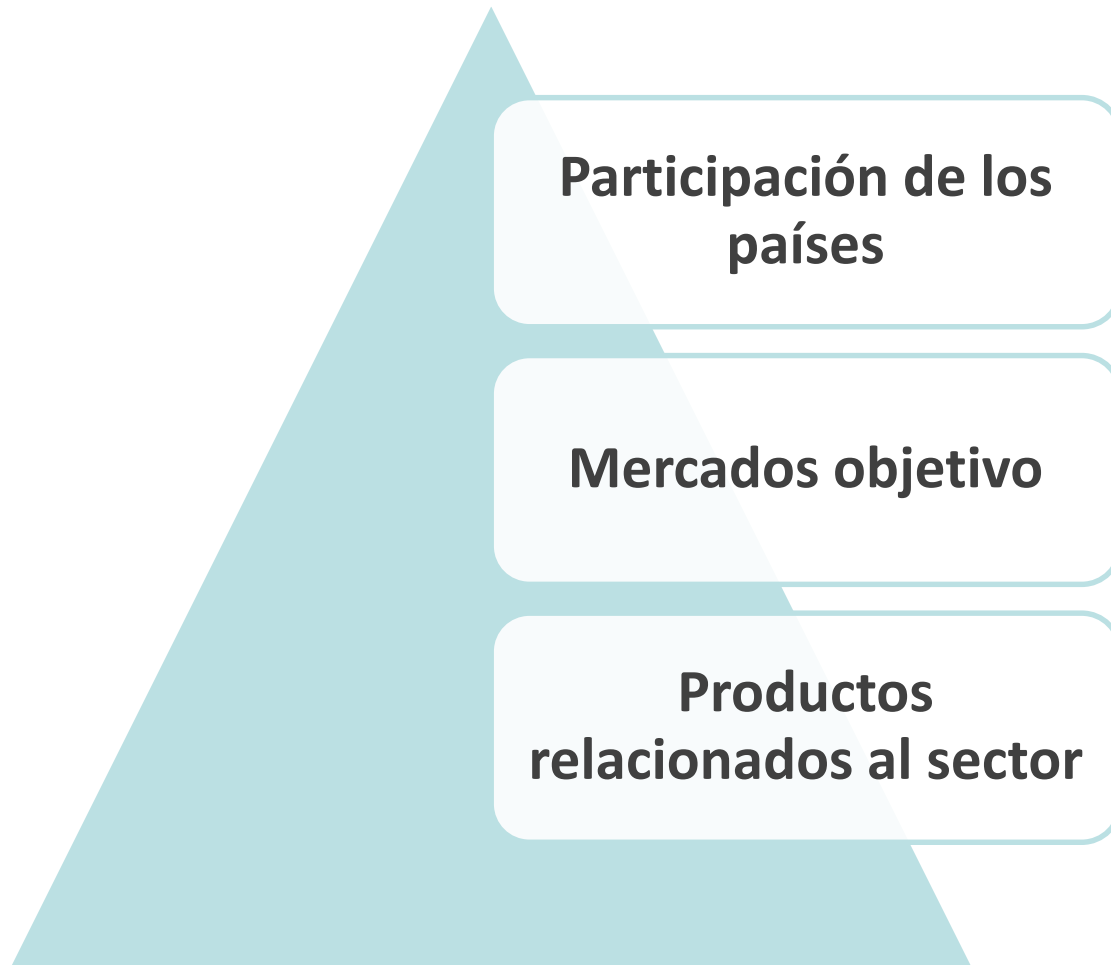 Participación de los
países
Mercados objetivo
Productos
relacionados al sector